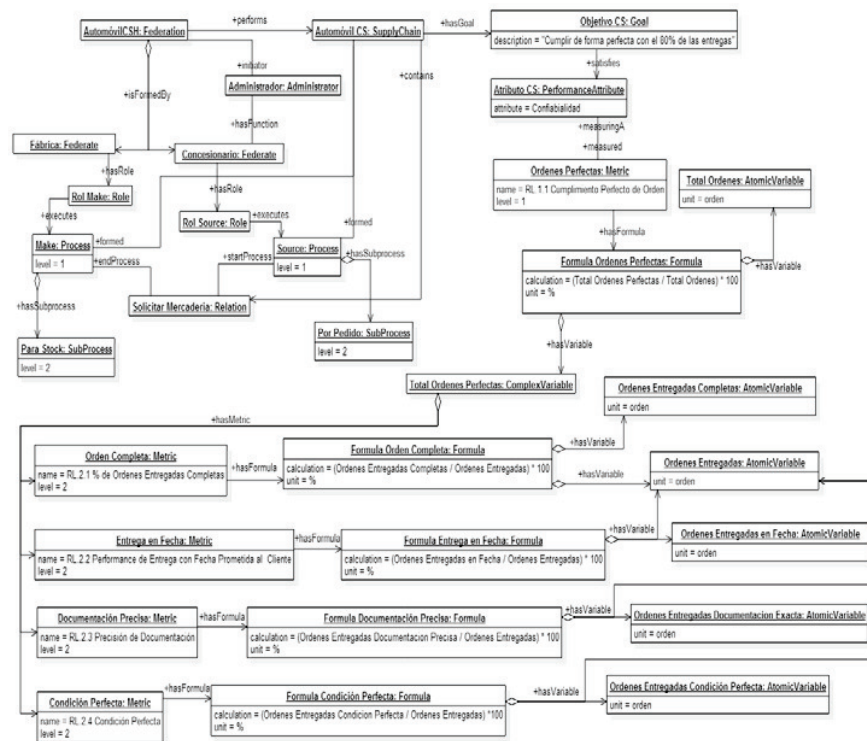 AutomóvilCSH: Federation
+performs
Automóvil CS: SupplyChain
+hasGoal
Objetivo CS: Goal
description = "Cumplir de forma perfecta con el 80% de las entregas"
+initiator
+contains
+satisfies
Administrador: Administrator
Atributo CS: PerformanceAttribute
attribute = Confiabialidad
+isFormedBy
+hasFunction
+measuringA
+measured
Fábrica: Federate
Concesionario: Federate
Ordenes Perfectas: Metric
name = RL 1.1 Cumplimiento Perfecto de Orden
level = 1
Total Ordenes: AtomicVariable
unit = orden
+hasRole
+hasRole
Rol Make: Role
Rol Source: Role
+executes
+executes
+formed
+formed
+hasFormula
Make: Process
level = 1
+endProcess
+startProcess
Source: Process
level = 1
+hasSubprocess
Formula Ordenes Perfectas: Formula
calculation = (Total Ordenes Perfectas / Total Ordenes) * 100
unit = %
+hasVariable
+hasSubprocess
Solicitar Mercaderia: Relation
Por Pedido: SubProcess
level = 2
Para Stock: SubProcess
level = 2
+hasVariable
Total Ordenes Perfectas: ComplexVariable
Ordenes Entregadas Completas: AtomicVariable
unit = orden
+hasMetric
Orden Completa: Metric
name = RL.2.1 % de Ordenes Entregadas Completas
level = 2
+hasFormula
Formula Orden Completa: Formula
calculation = (Ordenes Entregadas Completas / Ordenes Entregadas) * 100
unit = %
+hasVariable
+hasVariable
Ordenes Entregadas: AtomicVariable
unit = orden
Entrega en Fecha: Metric
name = RL.2.2 Performance de Entrega con Fecha Prometida al Cliente
level = 2
+hasFormula
Formula Entrega en Fecha: Formula
calculation = (Ordenes Entregadas en Fecha / Ordenes Entregadas) * 100
unit = %
+hasVariable
Ordenes Entregadas en Fecha: AtomicVariable
unit = orden
Documentación Precisa: Metric
name = RL.2.3 Precisión de Documentación
level = 2
+hasFormula
Formula Documentación Precisa: Formula
calculation = (Ordenes Entregadas Documentacion Precisa / Ordenes Entregadas) * 100
unit = %
+hasVariable
Ordenes Entregadas Documentacion Exacta: AtomicVariable
unit = orden
Condición Perfecta: Metric
name = RL 2.4 Condición Perfecta
level = 2
+hasFormula
Formula Condición Perfecta: Formula
calculation = (Ordenes Entregadas Condicion Perfecta / Ordenes Entregadas) *100
unit = %
+hasVariable
Ordenes Entregadas Condición Perfecta: AtomicVariable
unit = orden